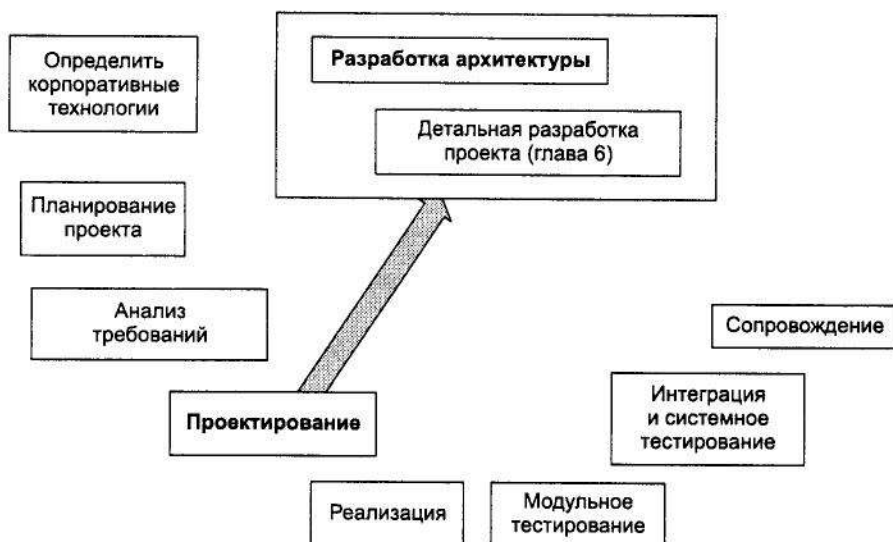 Определить
корпоративные
технологии
Разработка архитектуры
Детальная разработка
проекта (глава 6)
Планирование
проекта
Анализ
требований
Проектирование
Реализация
Модульное
тестирование
Интеграция
и системное
тестирование
Сопровождение